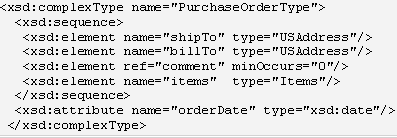 <xsd:complexType name="PurchaseOrderType">
<xsd:sequence>
<xsd:element name="shipTo" type="USAddress"/>
<xsd:element name="billTo" type="USAddress"/>
<xsd:element ref="comment" minOccurs="0"/>
<xsd:element name="items" type="Items"/>
</xsd:sequence>
<xsd:attribute name="orderDate" type="xsd:date"/>
</xsd:complexType>